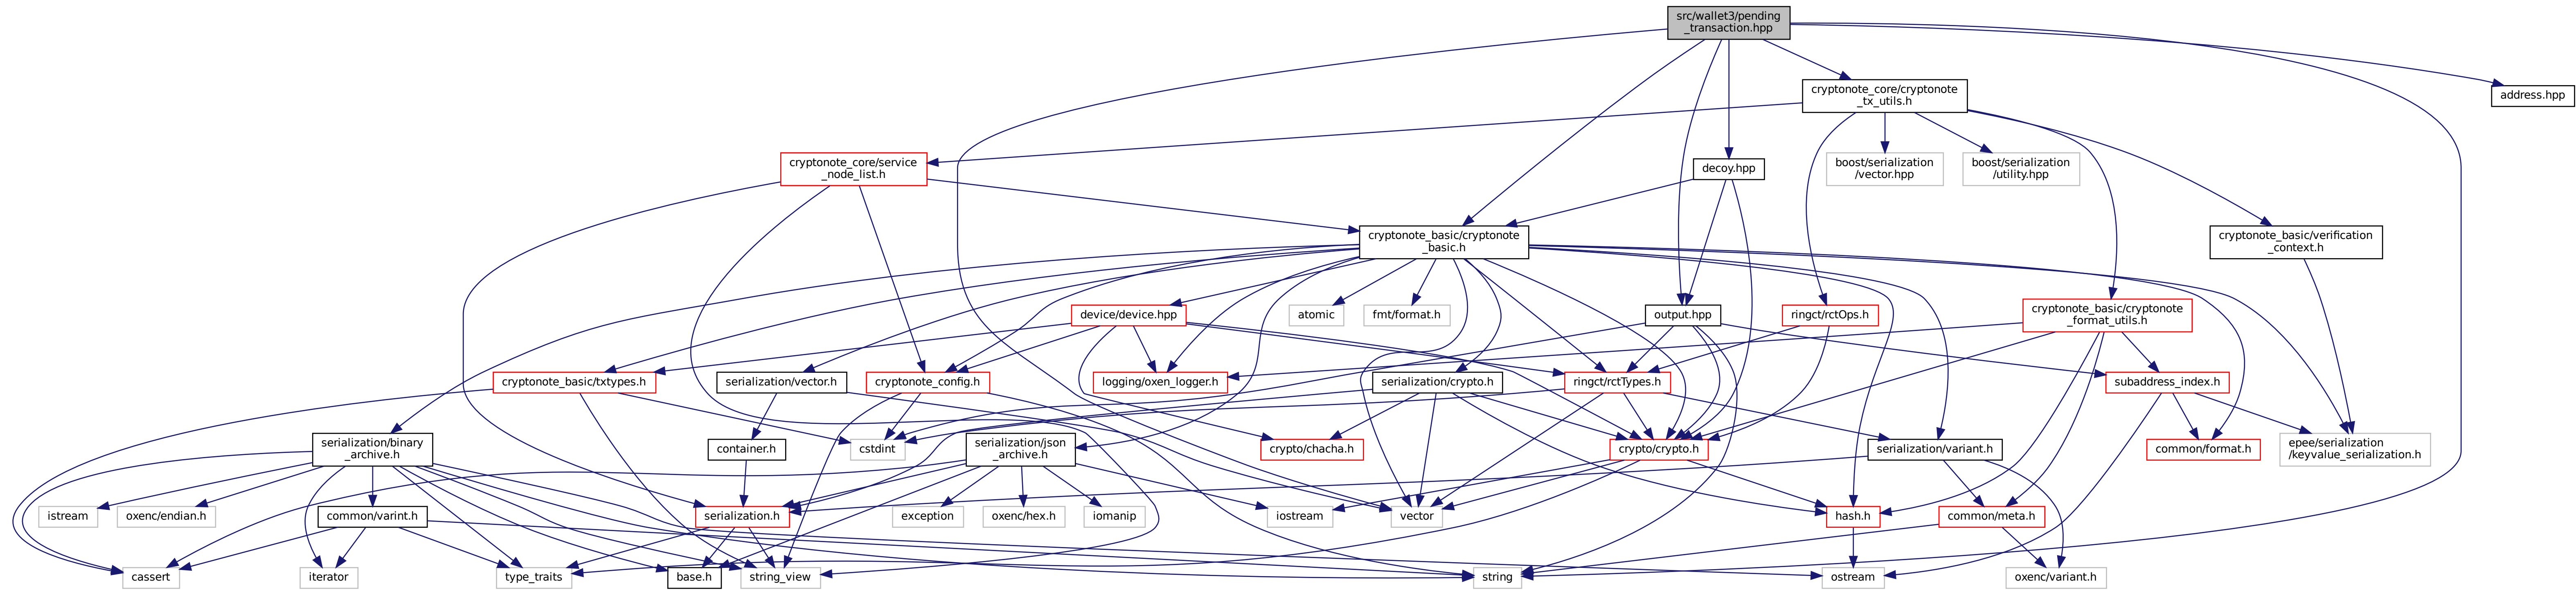 src/wallet3/pending
_transaction.hpp
cryptonote_core/cryptonote
_tx_utils.h
address.hpp
cryptonote_core/service
_node_list.h
decoy.hpp
boost/serialization
/vector.hpp
boost/serialization
/utility.hpp
cryptonote_basic/cryptonote
_basic.h
cryptonote_basic/verification
_context.h
device/device.hpp
atomic
fmt/format.h
output.hpp
ringct/rctOps.h
cryptonote_basic/cryptonote
_format_utils.h
cryptonote_basic/txtypes.h
serialization/vector.h
cryptonote_config.h
logging/oxen_logger.h
serialization/crypto.h
ringct/rctTypes.h
subaddress_index.h
serialization/binary
_archive.h
container.h
cstdint
serialization/json
_archive.h
crypto/chacha.h
crypto/crypto.h
serialization/variant.h
common/format.h
epee/serialization
/keyvalue_serialization.h
istream
oxenc/endian.h
common/varint.h
serialization.h
exception
oxenc/hex.h
iomanip
iostream
vector
hash.h
common/meta.h
cassert
iterator
type_traits
base.h
string_view
string
ostream
oxenc/variant.h